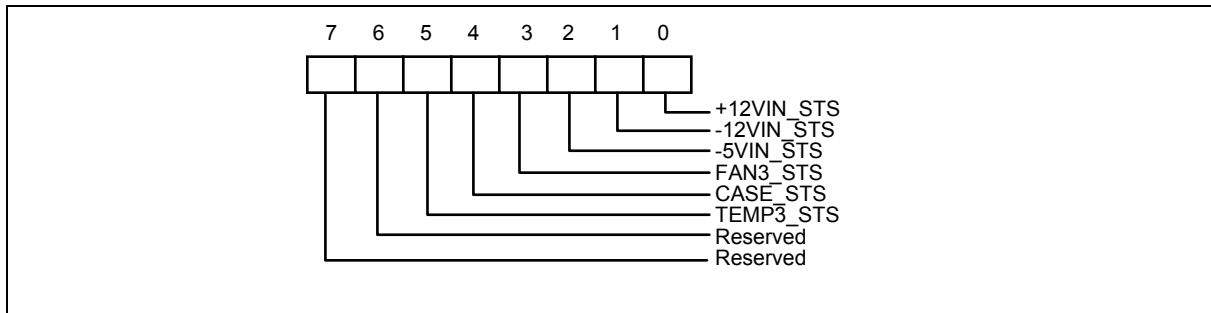 7 6 5 4 3 2 1 0
+12VIN_STS
-12VIN_STS
-5VIN_STS
FAN3_STS
CASE_STS
TEMP3_STS
Reserved
Reserved